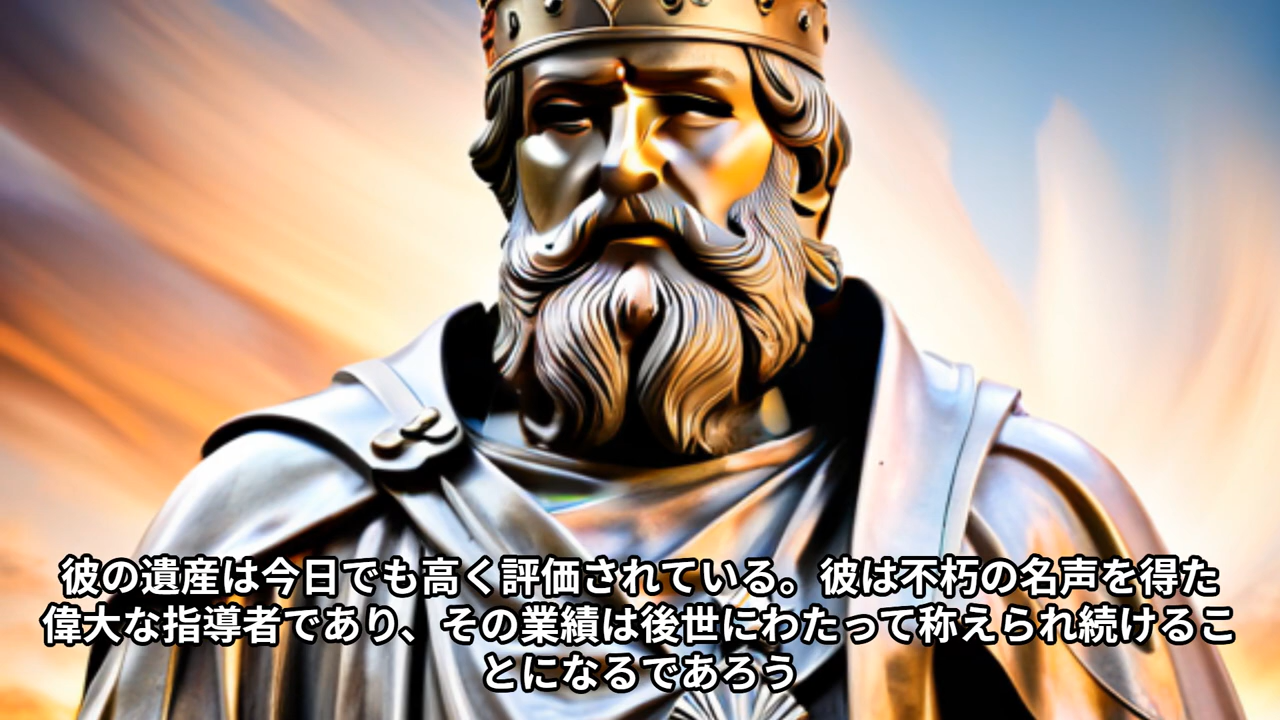 彼の遺産は今日でも高く評価されている。彼は不朽の名声を得た
偉大な指導者であり、その業績は後世にわたって称えられ続けるこ
とになるであろう